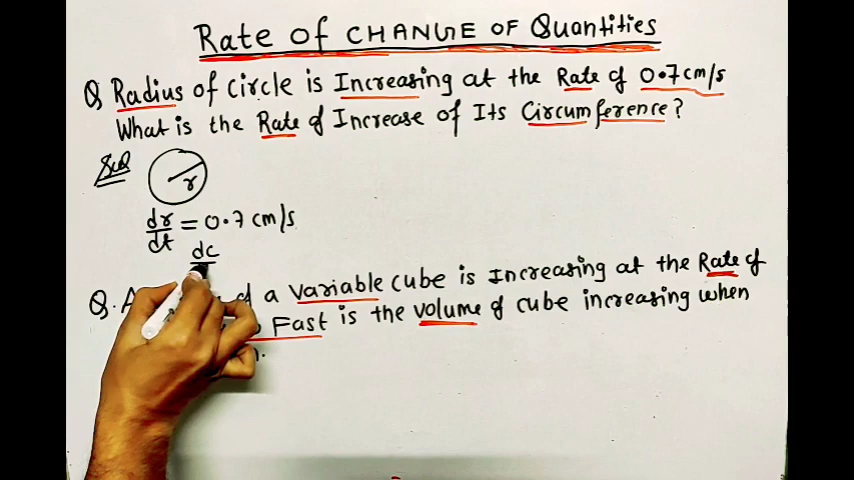 Rate of CHANGE OF Quantities
Q Radius of Circle is Increasing at the Rate of 0.7 cm/s
What is the Rate of Increase of Its Circumference?
Sol
r
dr/dt = 0.7 cm/s
dc
Q. A a variable cube is Increasing at the Rate of
Fast is the volume of cube increasing when